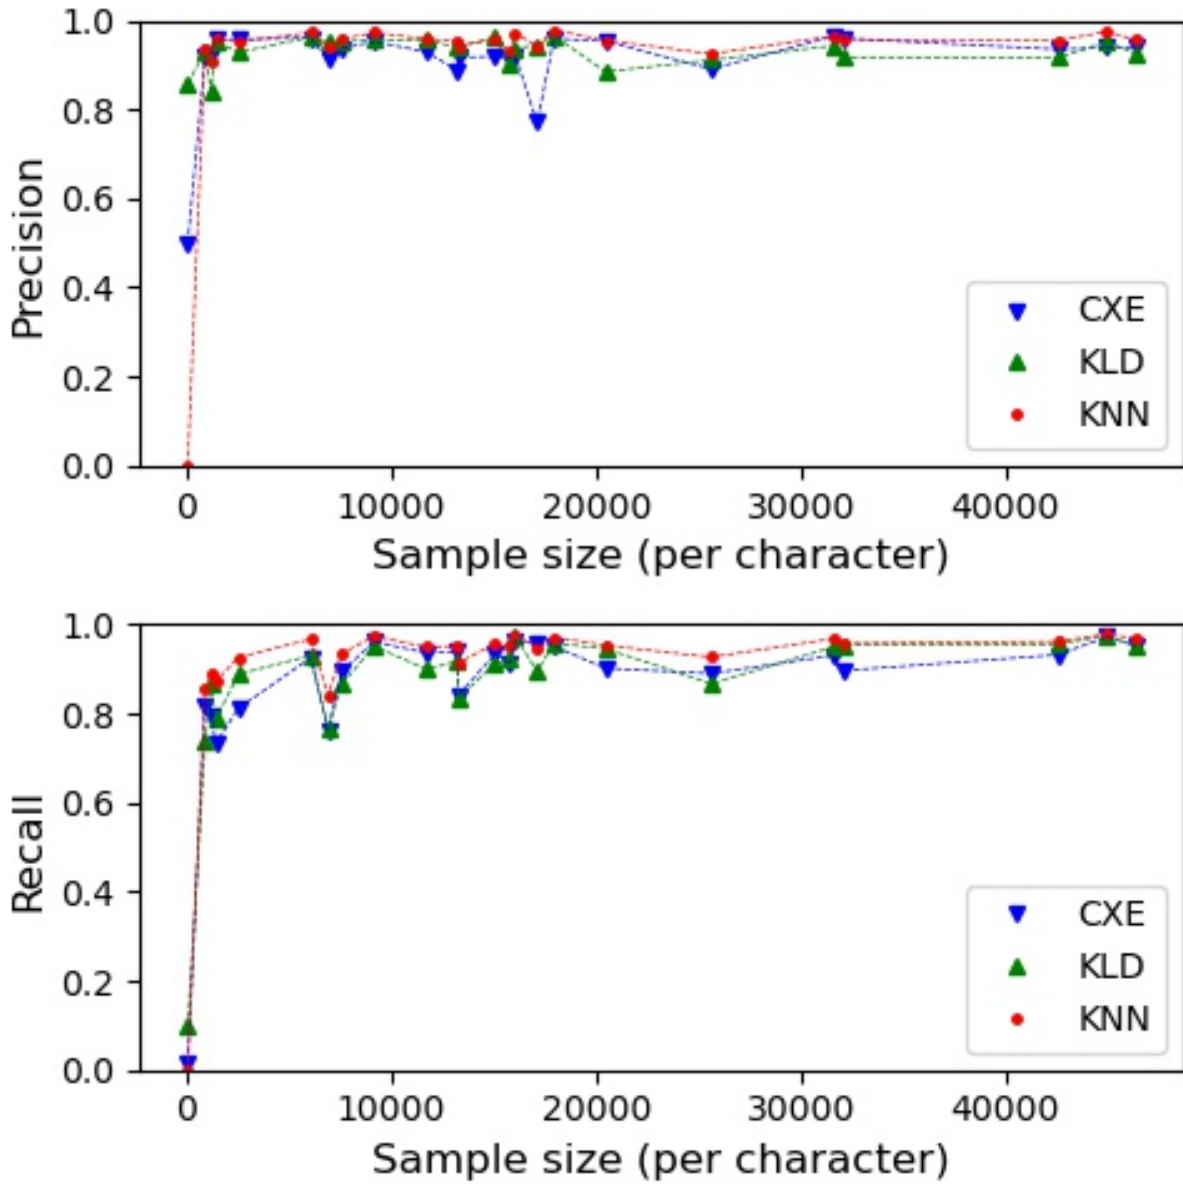 1.0
0.8
0.6
0.4
0.2
0.0
Precision
0 10000 20000 30000 40000
Sample size (per character)
CXE
KLD
KNN
1.0
0.8
0.6
0.4
0.2
0.0
Recall
0 10000 20000 30000 40000
Sample size (per character)
CXE
KLD
KNN